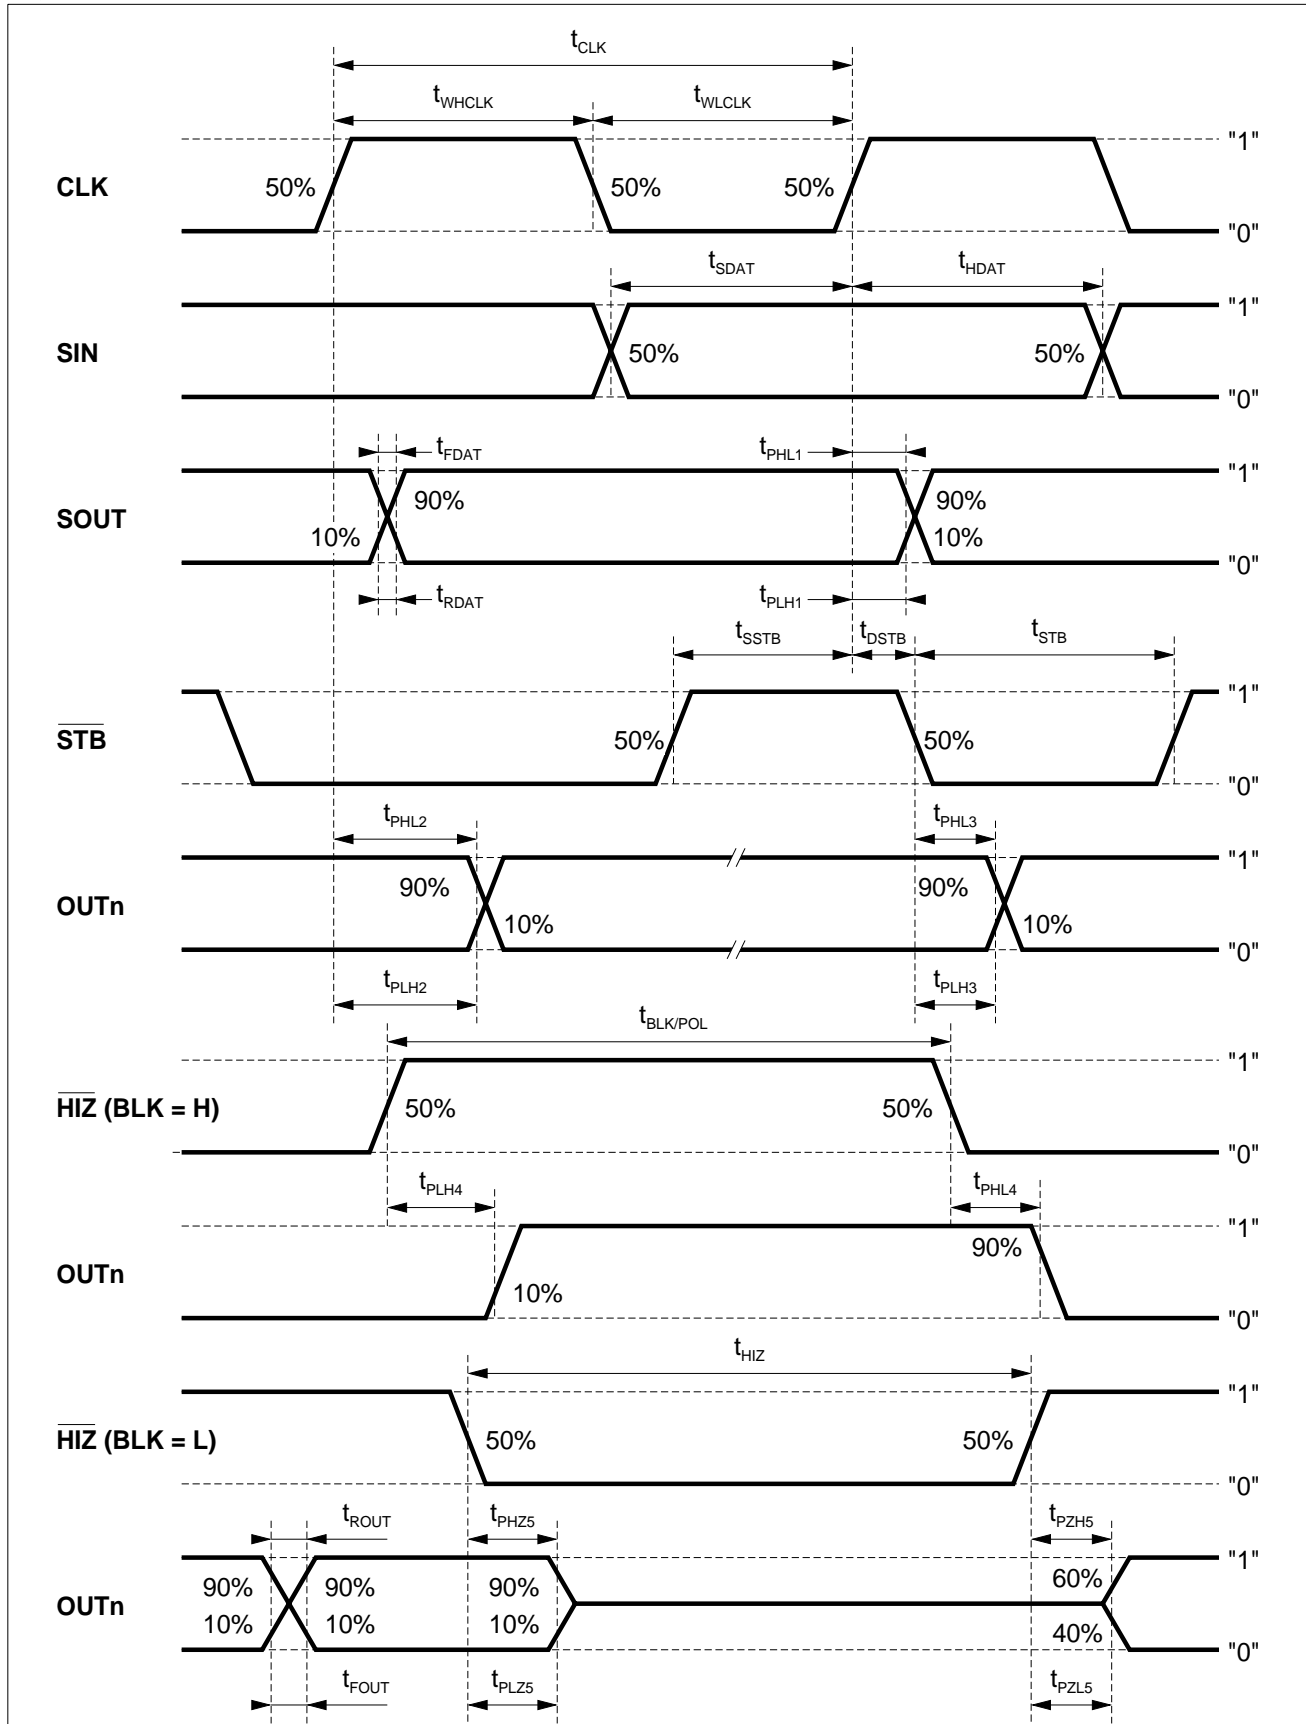 tCLK
tWHCLK tWLCLK
"1"
CLK 50% 50% 50%
"0"
tSDAT tHDAT
"1"
SIN 50% 50%
"0"
tFDAT tPHL1
"1"
90% 90%
SOUT
10% 10%
"0"
tRDAT tPLH1
tSSTB tDSTB tSTB
"1"
STB 50% 50%
"0"
tPHL2 tPHL3
"1"
90% 90%
OUTn
10% 10%
"0"
tPLH2 tPLH3
tBLK/POL
"1"
HIZ (BLK = H) 50% 50%
"0"
tPLH4 tPHL4
"1"
90%
OUTn
10%
"0"
tHIZ
"1"
HIZ (BLK = L) 50% 50%
"0"
tROUT tPHZ5 tPZH5
"1"
90% 90% 90% 60%
OUTn
10% 10% 10% 40%
"0"
tFOUT tPLZ5 tPZL5